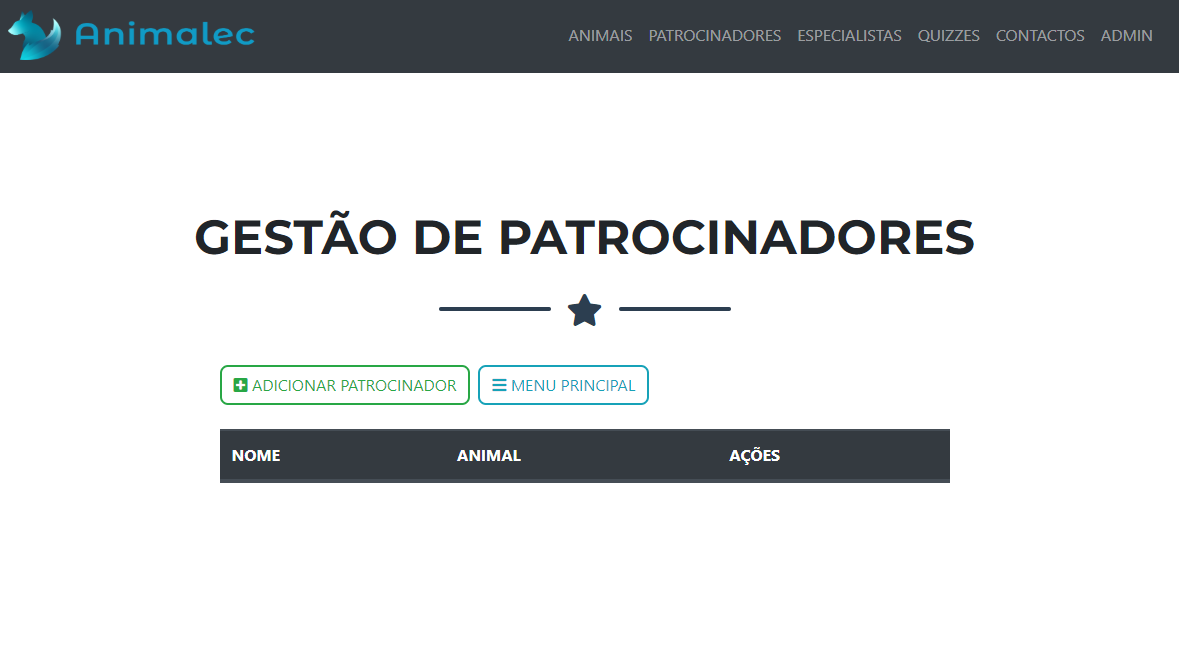 Animalec
ANIMAIS PATROCINADORES ESPECIALISTAS QUIZZES CONTACTOS ADMIN
GESTÃO DE PATROCINADORES
ADICIONAR PATROCINADOR MENU PRINCIPAL
NOME ANIMAL AÇÕES